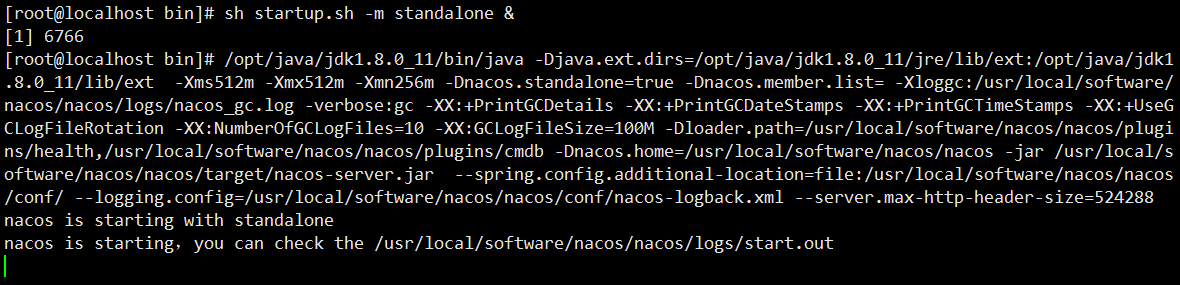 [root@localhost bin]# sh startup.sh -m standalone &
[1] 6766
[root@localhost bin]# /opt/java/jdk1.8.0_11/bin/java -Djava.ext.dirs=/opt/java/jdk1.8.0_11/jre/lib/ext:/opt/java/jdk1
.8.0_11/lib/ext  -Xms512m -Xmx512m -Xmn256m -Dnacos.standalone=true -Dnacos.member.list= -Xloggc:/usr/local/software/
nacos/nacos/logs/nacos_gc.log -verbose:gc -XX:+PrintGCDetails -XX:+PrintGCDateStamps -XX:+PrintGCTimeStamps -XX:+UseG
CLogFileRotation -XX:NumberOfGCLogFiles=10 -XX:GCLogFileSize=100M -Dloader.path=/usr/local/software/nacos/nacos/plugi
ns/health,/usr/local/software/nacos/nacos/plugins/cmdb -Dnacos.home=/usr/local/software/nacos/nacos -jar /usr/local/s
oftware/nacos/nacos/target/nacos-server.jar  --spring.config.additional-location=file:/usr/local/software/nacos/nacos
/conf/ --logging.config=/usr/local/software/nacos/nacos/conf/nacos-logback.xml --server.max-http-header-size=524288
nacos is starting with standalone
nacos is starting，you can check the /usr/local/software/nacos/nacos/logs/start.out